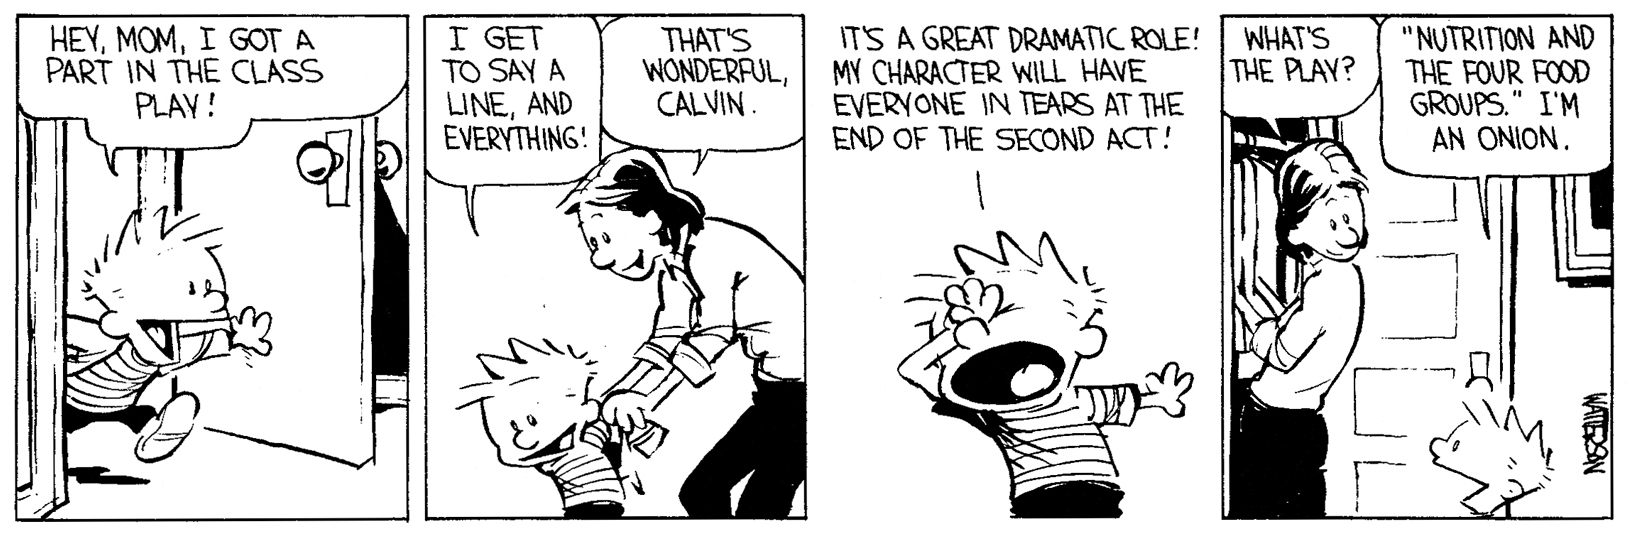 HEY, MOM, I GOT A
PART IN THE CLASS
PLAY!
I GET
TO SAY A
LINE, AND
EVERYTHING!
THAT'S
WONDERFUL,
CALVIN.
IT'S A GREAT DRAMATIC ROLE!
MY CHARACTER WILL HAVE
EVERYONE IN TEARS AT THE
END OF THE SECOND ACT!
WHAT'S
THE PLAY?
"NUTRITION AND
THE FOUR FOOD
GROUPS." I'M
AN ONION.
WATTERSON